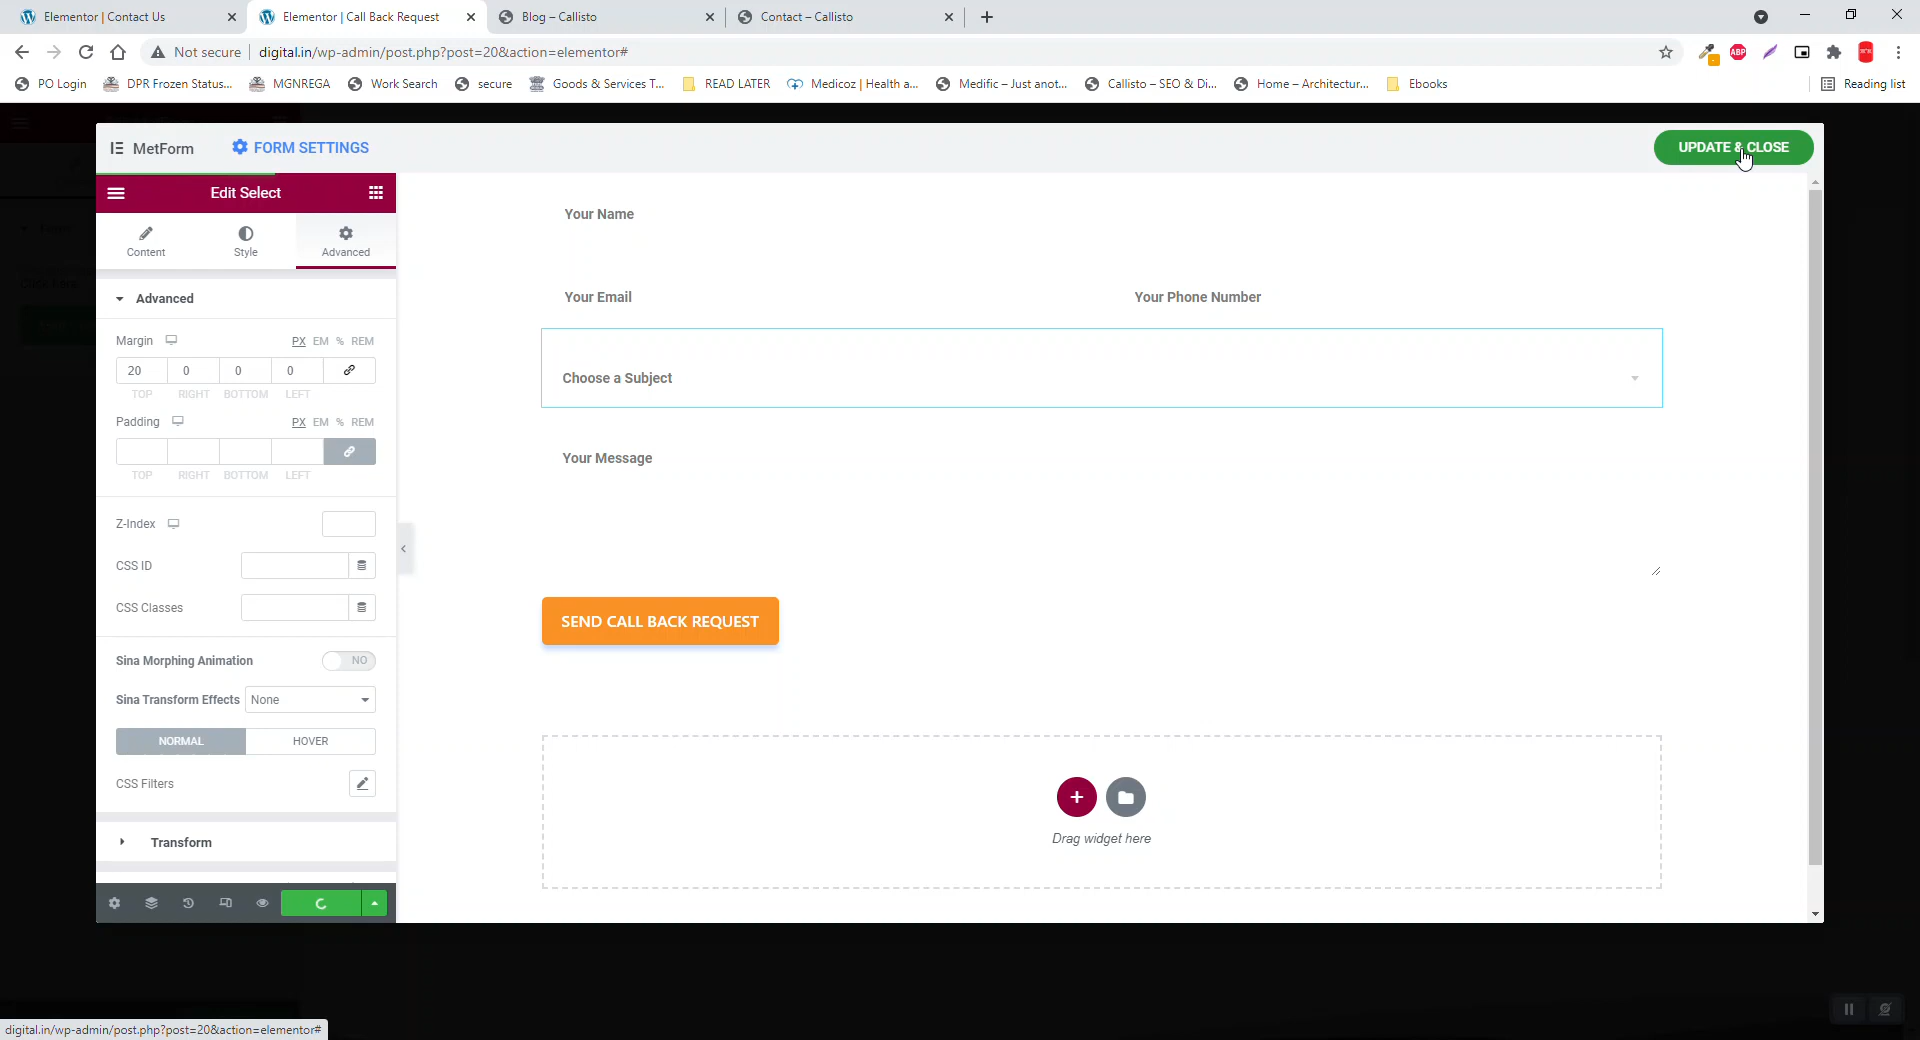 Elementor | Contact Us
Elementor | Call Back Request
Blog – Callisto
Contact – Callisto
Not secure
digital.in/wp-admin/post.php?post=20&action=elementor#
ABP
PO Login
DPR Frozen Status...
MGNREGA
Work Search
secure
Goods & Services T...
READ LATER
Medicoz | Health a...
Medific – Just anot...
Callisto – SEO & Di...
Home – Architectur...
Ebooks
Reading list
MetForm
FORM SETTINGS
UPDATE & CLOSE
Edit Select
Content
Style
Advanced
Advanced
Margin
PX EM % REM
20 0 0 0
TOP RIGHT BOTTOM LEFT
Padding
PX EM % REM
TOP RIGHT BOTTOM LEFT
Z-Index
CSS ID
CSS Classes
Sina Morphing Animation
NO
Sina Transform Effects
None
NORMAL
HOVER
CSS Filters
Transform
Your Name
Your Email
Your Phone Number
Choose a Subject
Your Message
SEND CALL BACK REQUEST
Drag widget here
digital.in/wp-admin/post.php?post=20&action=elementor#